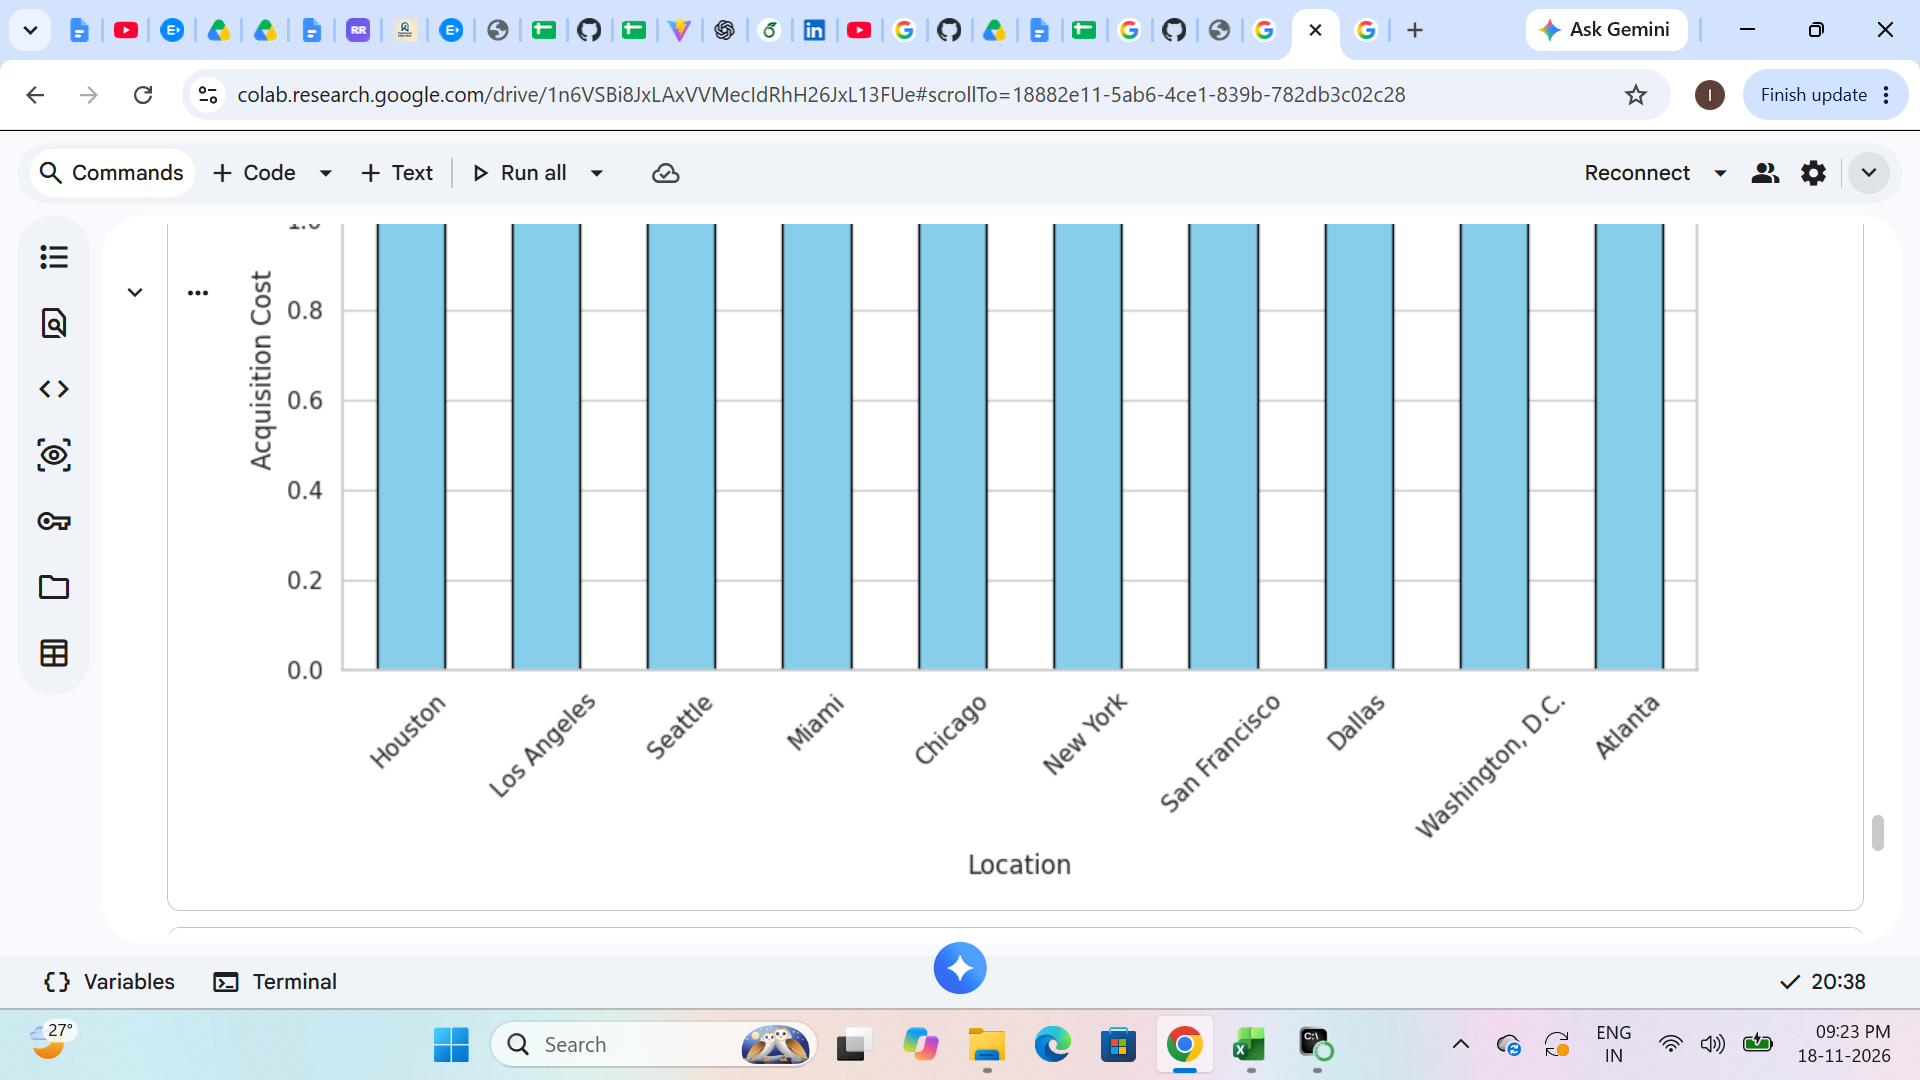 Ask Gemini
colab.research.google.com/drive/1n6VSBi8JxLAxVVMecIdRhH26JxL13FUe#scrollTo=18882e11-5ab6-4ce1-839b-782db3c02c28
I
Finish update
Commands
Code
Text
Run all
Reconnect
1.0
0.8
0.6
0.4
0.2
0.0
Acquisition Cost
Houston
Los Angeles
Seattle
Miami
Chicago
New York
San Francisco
Dallas
Washington, D.C.
Atlanta
Location
Variables
Terminal
20:38
27°
Search
ENG
IN
09:23 PM
18-11-2026